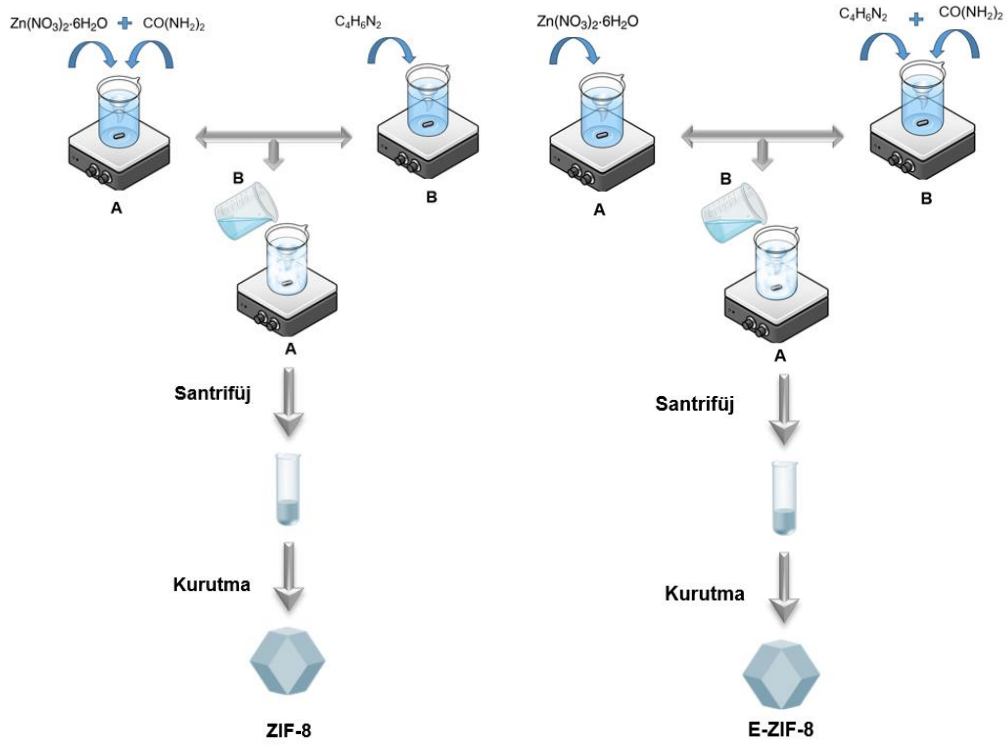 Zn(NO₃)₂·6H₂O + CO(NH₂)₂
C₄H₆N₂
A
B
B
A
Santrifüj
Kurutma
ZIF-8
Zn(NO₃)₂·6H₂O
C₄H₆N₂ + CO(NH₂)₂
A
B
B
A
Santrifüj
Kurutma
E-ZIF-8